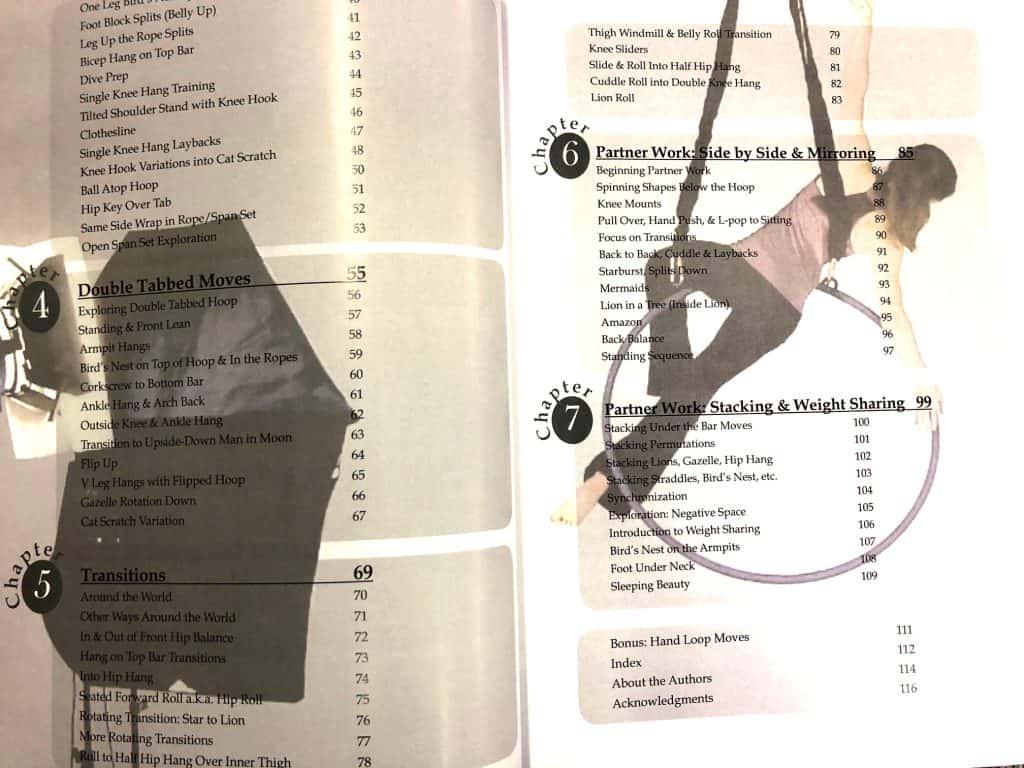 One Leg
Foot Block Splits (Belly Up) 40
Leg Up the Rope Splits 41
Bicep Hang on Top Bar 42
Dive Prep 43
Single Knee Hang Training 44
Tilted Shoulder Stand with Knee Hook 45
Clothesline 46
Single Knee Hang Laybacks 47
Knee Hook Variations into Cat Scratch 48
Ball Atop Hoop 50
Hip Key Over Tab 51
Same Side Wrap in Rope/Span Set 52
Open Span Set Exploration 53
Chapter 4
Double Tabbed Moves 55
Exploring Double Tabbed Hoop 56
Standing & Front Lean 57
Armpit Hangs 58
Bird's Nest on Top of Hoop & In the Ropes 59
Corkscrew to Bottom Bar 60
Ankle Hang & Arch Back 61
Outside Knee & Ankle Hang 62
Transition to Upside-Down Man in Moon 63
Flip Up 64
V Leg Hangs with Flipped Hoop 65
Gazelle Rotation Down 66
Cat Scratch Variation 67
Chapter 5
Transitions 69
Around the World 70
Other Ways Around the World 71
In & Out of Front Hip Balance 72
Hang on Top Bar Transitions 73
Into Hip Hang 74
Seated Forward Roll a.k.a. Hip Roll 75
Rotating Transition: Star to Lion 76
More Rotating Transitions 77
Roll to Half Hip Hang Over Inner Thigh 78
Thigh Windmill & Belly Roll Transition 79
Knee Sliders 80
Slide & Roll Into Half Hip Hang 81
Cuddle Roll into Double Knee Hang 82
Lion Roll 83
Chapter 6
Partner Work: Side by Side & Mirroring 85
Beginning Partner Work 86
Spinning Shapes Below the Hoop 87
Knee Mounts 88
Pull Over, Hand Push, & L-pop to Sitting 89
Focus on Transitions 90
Back to Back, Cuddle & Laybacks 91
Starburst, Splits Down 92
Mermaids 93
Lion in a Tree (Inside Lion) 94
Amazon 95
Back Balance 96
Standing Sequence 97
Chapter 7
Partner Work: Stacking & Weight Sharing 99
Stacking Under the Bar Moves 100
Stacking Permutations 101
Stacking Lions, Gazelle, Hip Hang 102
Stacking Straddles, Bird's Nest, etc. 103
Synchronization 104
Exploration: Negative Space 105
Introduction to Weight Sharing 106
Bird's Nest on the Armpits 107
Foot Under Neck 108
Sleeping Beauty 109
Bonus: Hand Loop Moves 111
Index 112
About the Authors 114
Acknowledgments 116